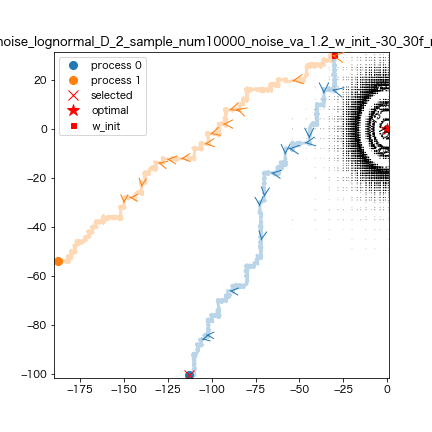 noise_lognormal_D_2_sample_num10000_noise_va_1.2_w_init_-30_30f_
process 0
process 1
selected
optimal
w_init
20
0
−20
−40
−60
−80
−100
−175 −150 −125 −100 −75 −50 −25 0